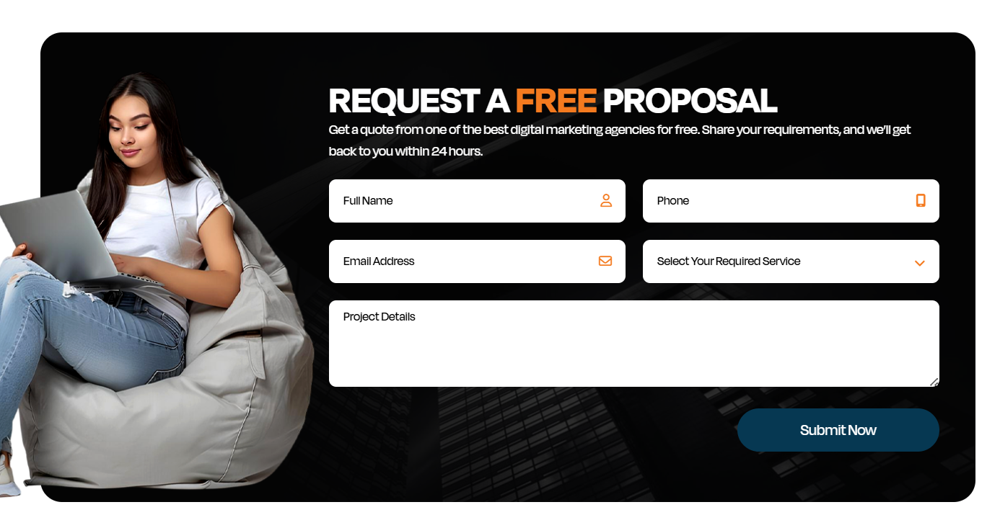 REQUEST A FREE PROPOSAL
Get a quote from one of the best digital marketing agencies for free. Share your requirements, and we'll get
back to you within 24 hours.
Full Name
Phone
Email Address
Select Your Required Service
Project Details
Submit Now